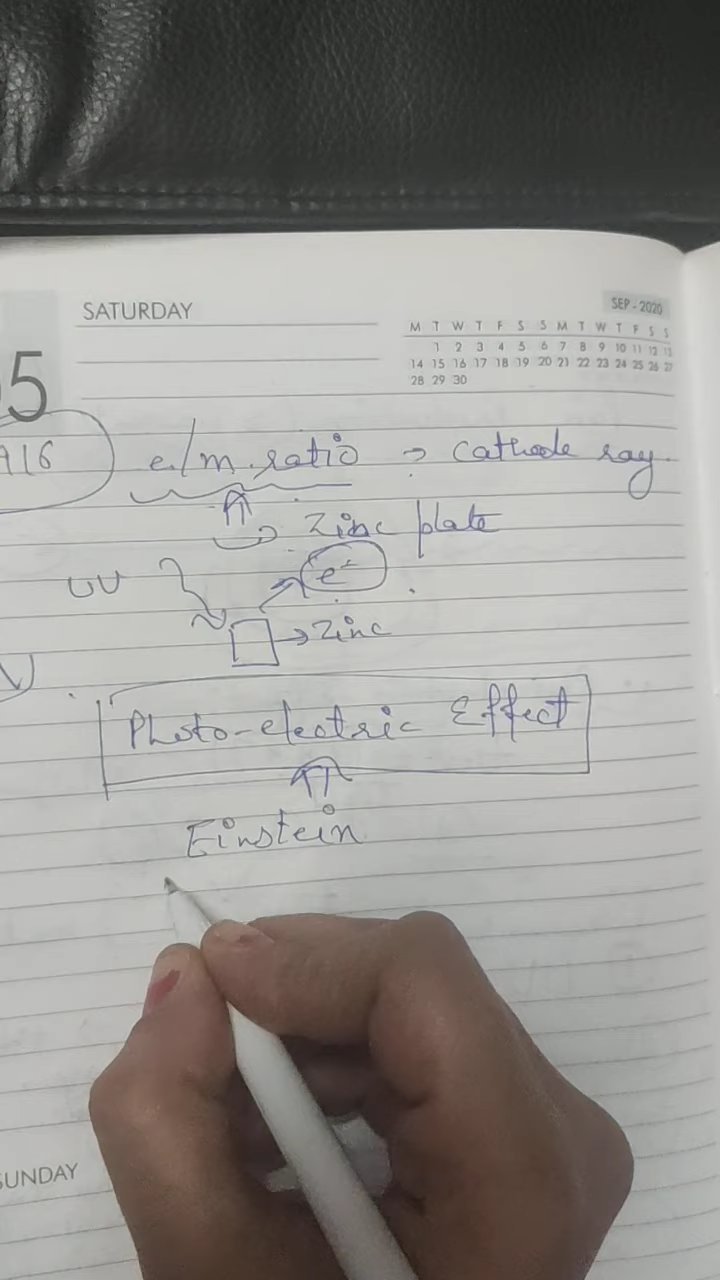 SEP - 2020
SATURDAY
M T W T F S S M T W T F S S
1 2 3 4 5 6 7 8 9 10 11 12 13
14 15 16 17 18 19 20 21 22 23 24 25 26 27
28 29 30
5
916 e/m ratio → Cathode ray
→ Zinc plate
UV e-
→ Zinc
Photo-electric Effect
Einstein
SUNDAY